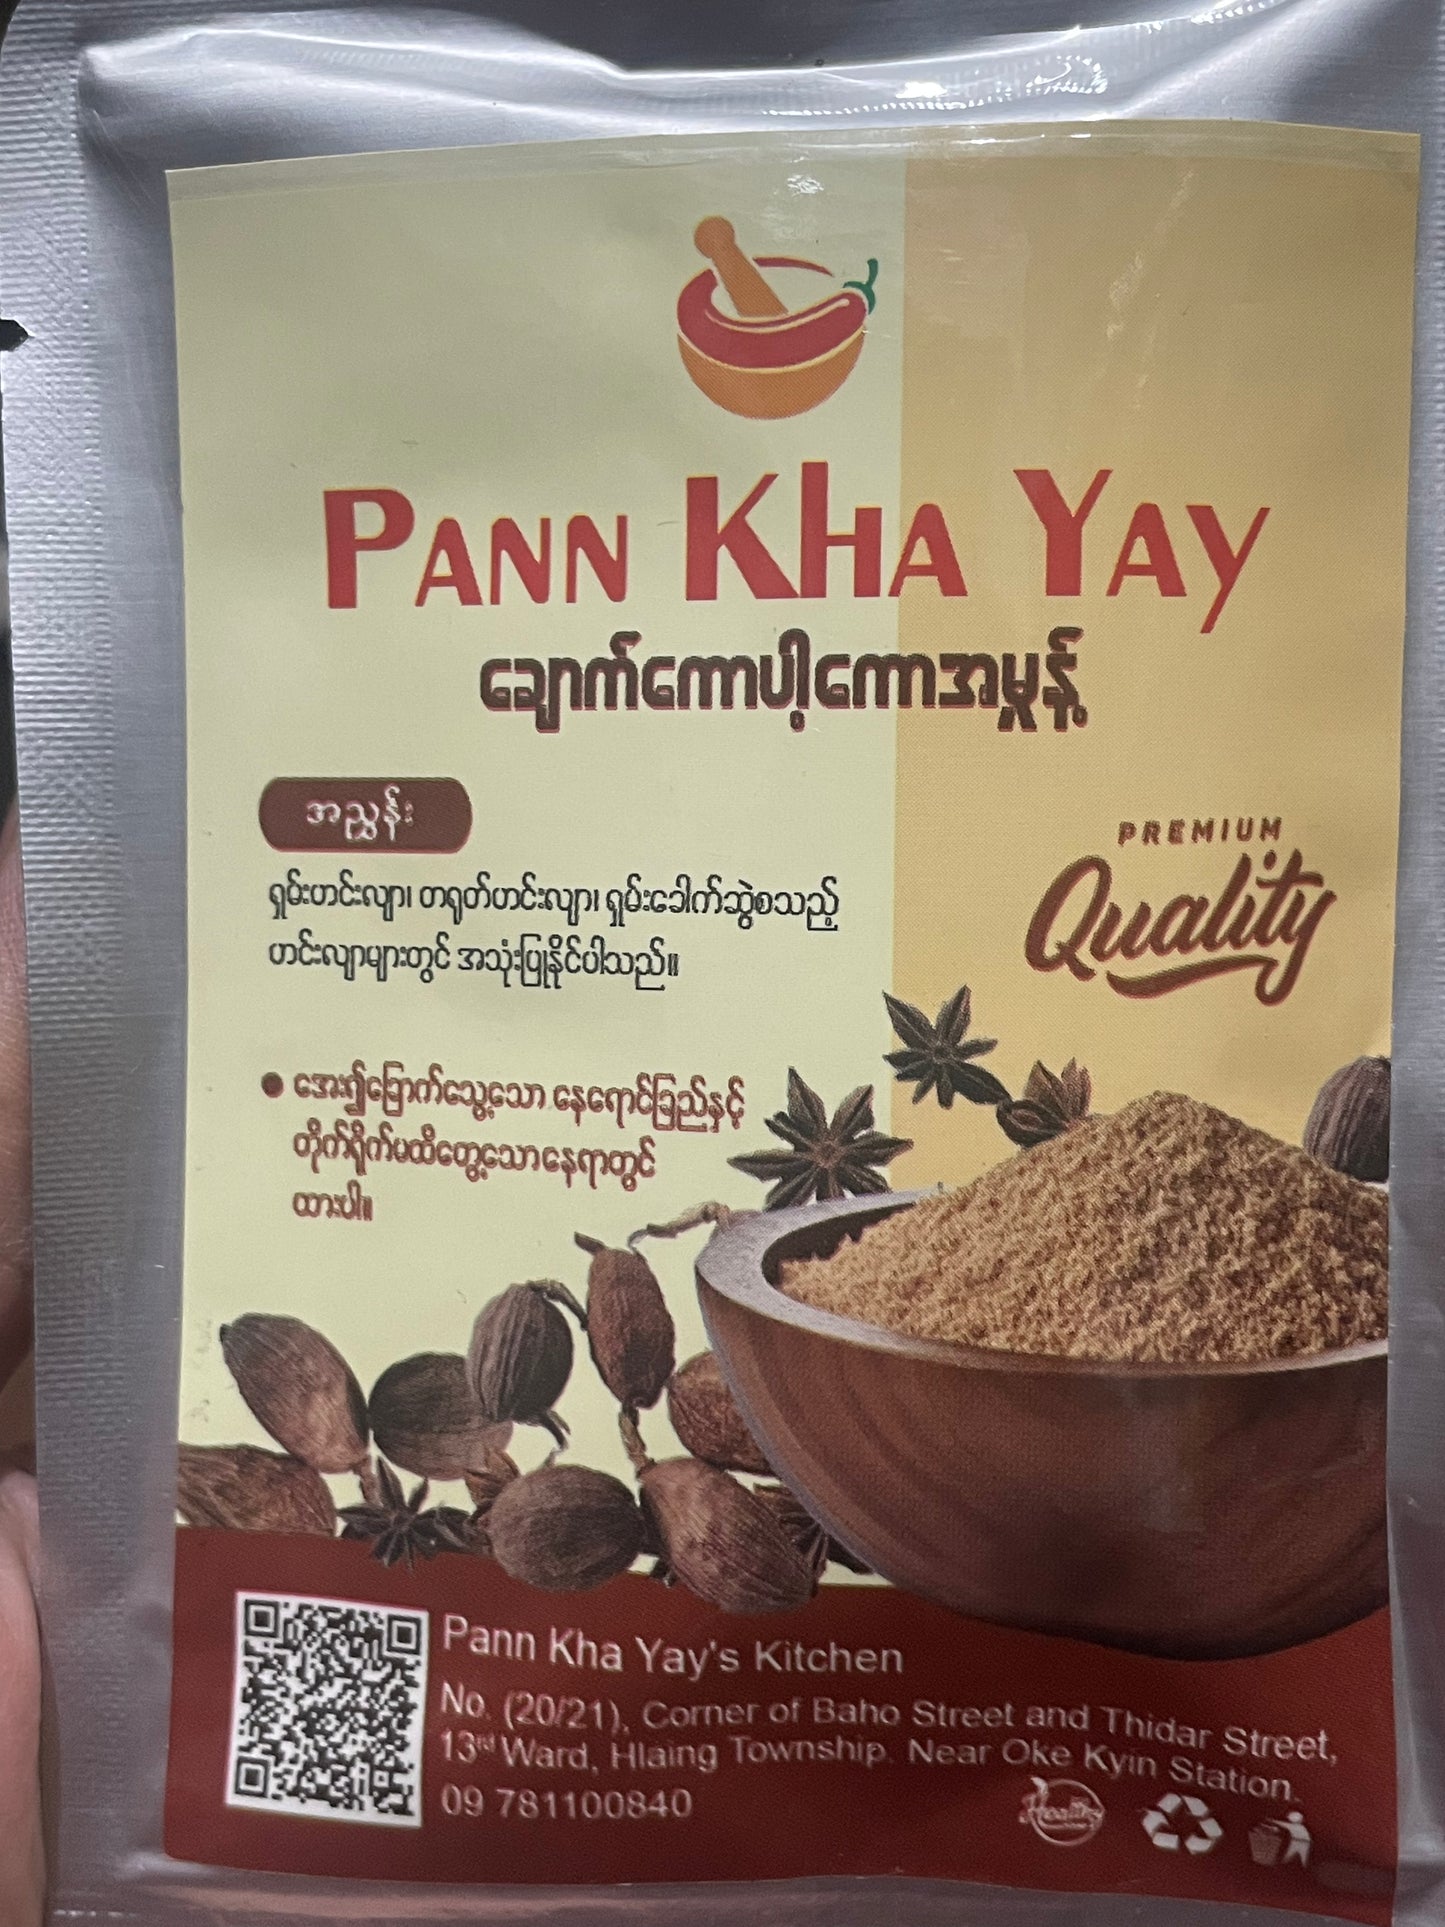 PANN KHA YAY
ချောက်ကောပါ့ကောအမှုန့်
အညွှန်း
ရှမ်းဟင်းလျာ၊ တရုတ်ဟင်းလျာ၊ ရှမ်းခေါက်ဆွဲစသည့်
ဟင်းလျာများတွင် အသုံးပြုနိုင်ပါသည်။
PREMIUM
Quality
● အေး၍ခြောက်သွေ့သော နေရောင်ခြည်နှင့်
တိုက်ရိုက်မထိတွေ့သောနေရာတွင်
ထားပါ။
Pann Kha Yay's Kitchen
No. (20/21), Corner of Baho Street and Thidar Street,
13rd Ward, Hlaing Township. Near Oke Kyin Station.
09 781100840
Healthy